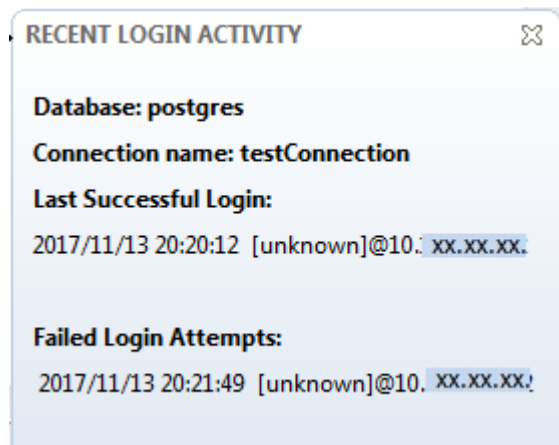 RECENT LOGIN ACTIVITY
Database: postgres
Connection name: testConnection
Last Successful Login:
2017/11/13 20:20:12 [unknown]@10. xx.xx.xx.
Failed Login Attempts:
2017/11/13 20:21:49 [unknown]@10. xx.xx.xx.